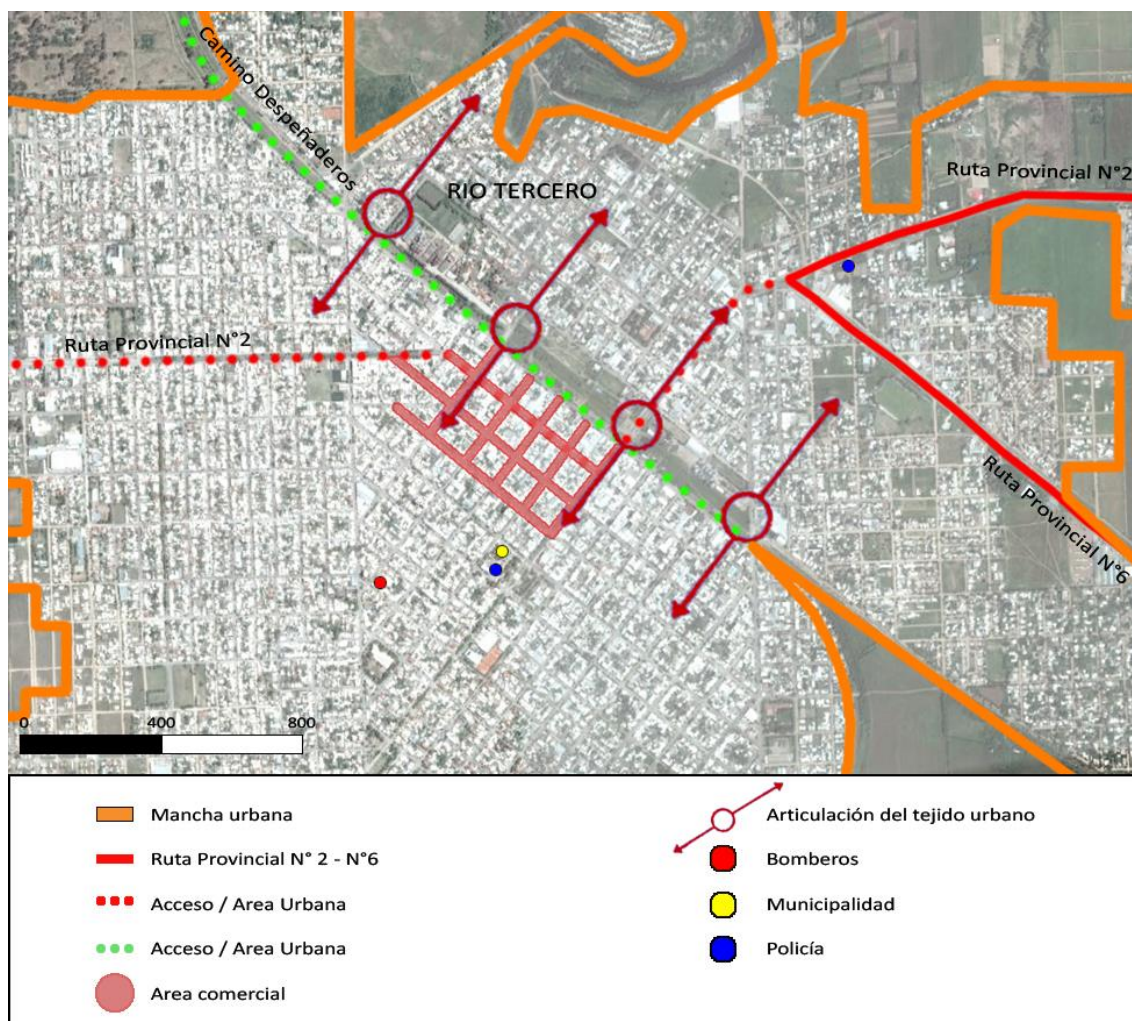 Camino Despeñaderos
RIO TERCERO
Ruta Provincial N°2
Ruta Provincial N°2
Ruta Provincial N°6
0 400 800
Mancha urbana
Ruta Provincial N° 2 - N°6
Acceso / Area Urbana
Acceso / Area Urbana
Area comercial
Articulación del tejido urbano
Bomberos
Municipalidad
Policía